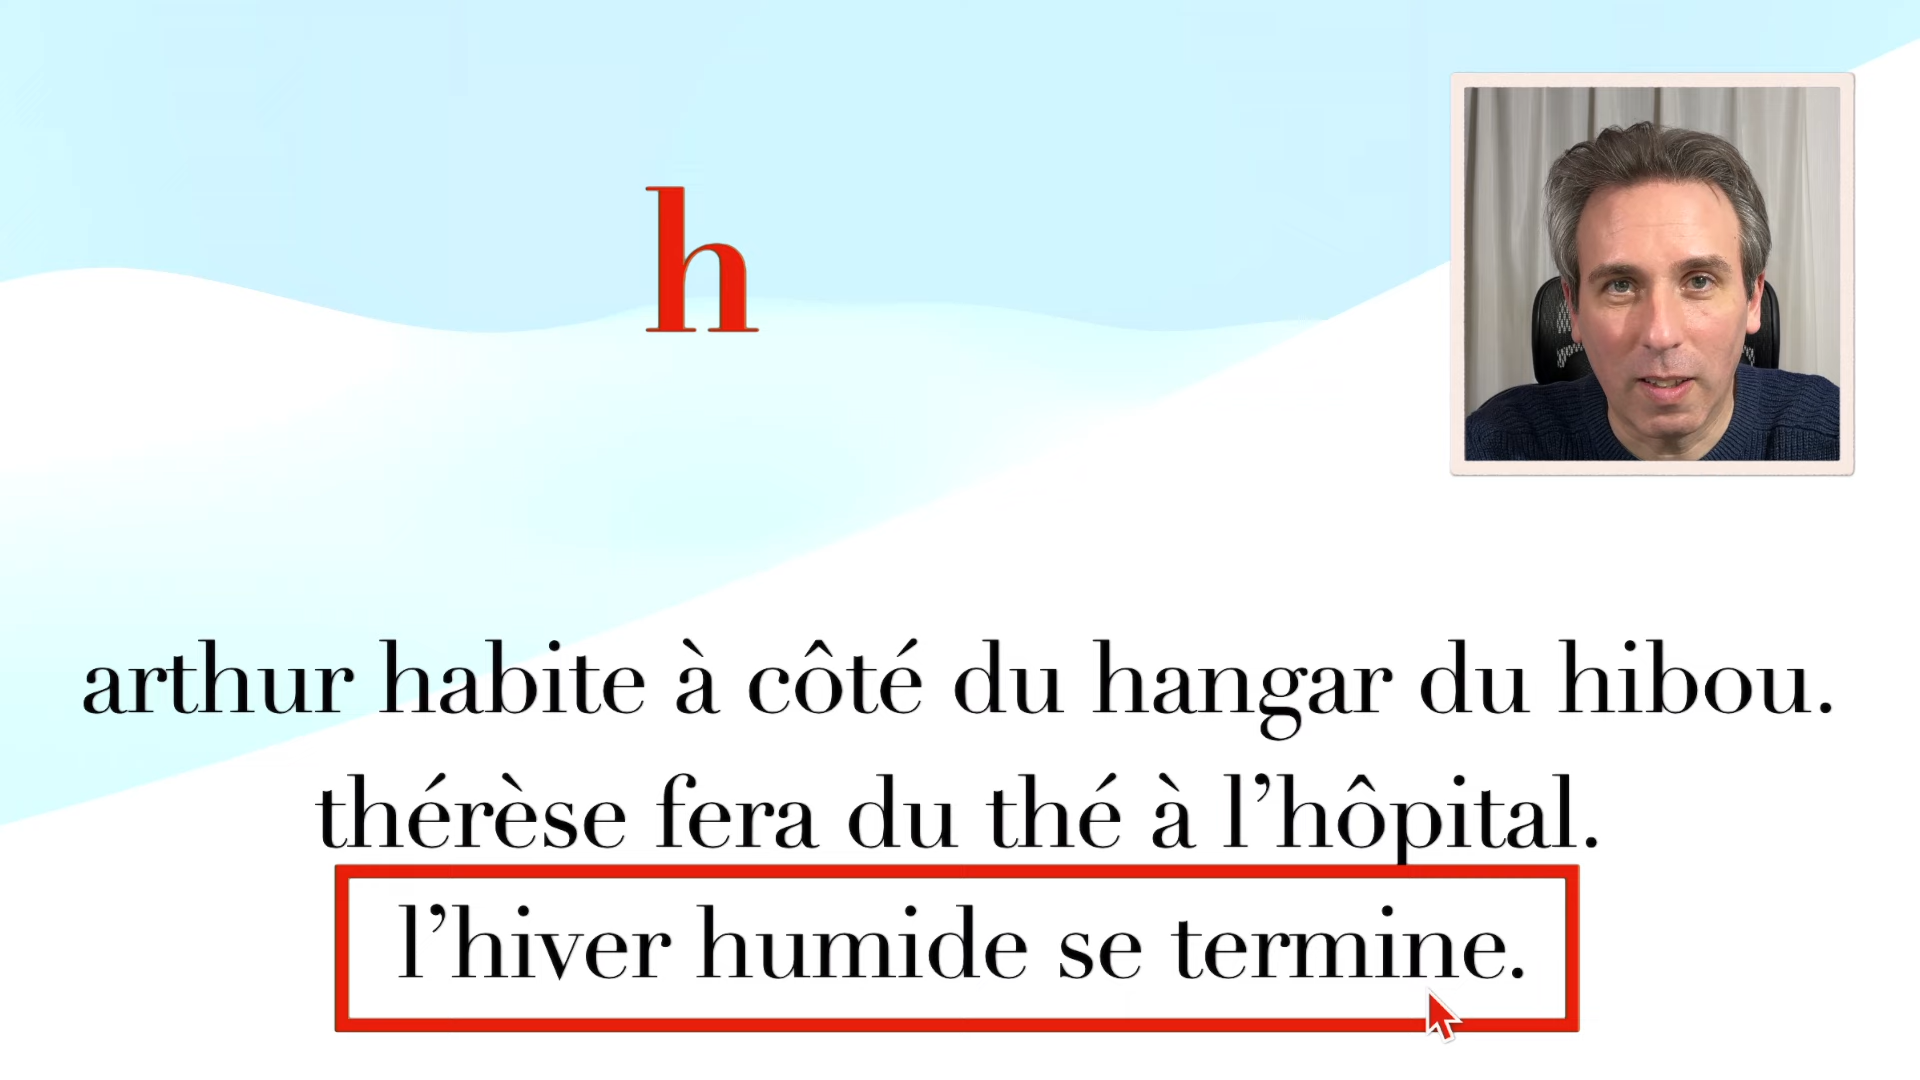 h
arthur habite à côté du hangar du hibou.
thérèse fera du thé à l’hôpital.
l’hiver humide se termine.